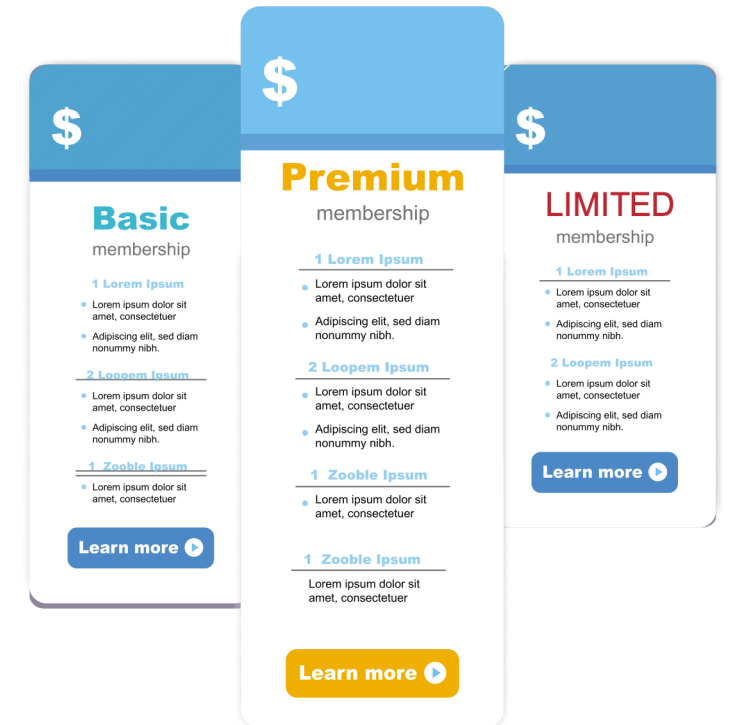 $
Basic
membership
1 Lorem Ipsum
Lorem ipsum dolor sit
amet, consectetuer
Adipiscing elit, sed diam
nonummy nibh.
2 Loopem Ipsum
Lorem ipsum dolor sit
amet, consectetuer
Adipiscing elit, sed diam
nonummy nibh.
1 Zooble Ipsum
Lorem ipsum dolor sit
amet, consectetuer
Learn more
$
Premium
membership
1 Lorem Ipsum
Lorem ipsum dolor sit
amet, consectetuer
Adipiscing elit, sed diam
nonummy nibh.
2 Loopem Ipsum
Lorem ipsum dolor sit
amet, consectetuer
Adipiscing elit, sed diam
nonummy nibh.
1 Zooble Ipsum
Lorem ipsum dolor sit
amet, consectetuer
1 Zooble Ipsum
Lorem ipsum dolor sit
amet, consectetuer
Learn more
$
LIMITED
membership
1 Lorem Ipsum
Lorem ipsum dolor sit
amet, consectetuer
Adipiscing elit, sed diam
nonummy nibh.
2 Loopem Ipsum
Lorem ipsum dolor sit
amet, consectetuer
Adipiscing elit, sed diam
nonummy nibh.
Learn more